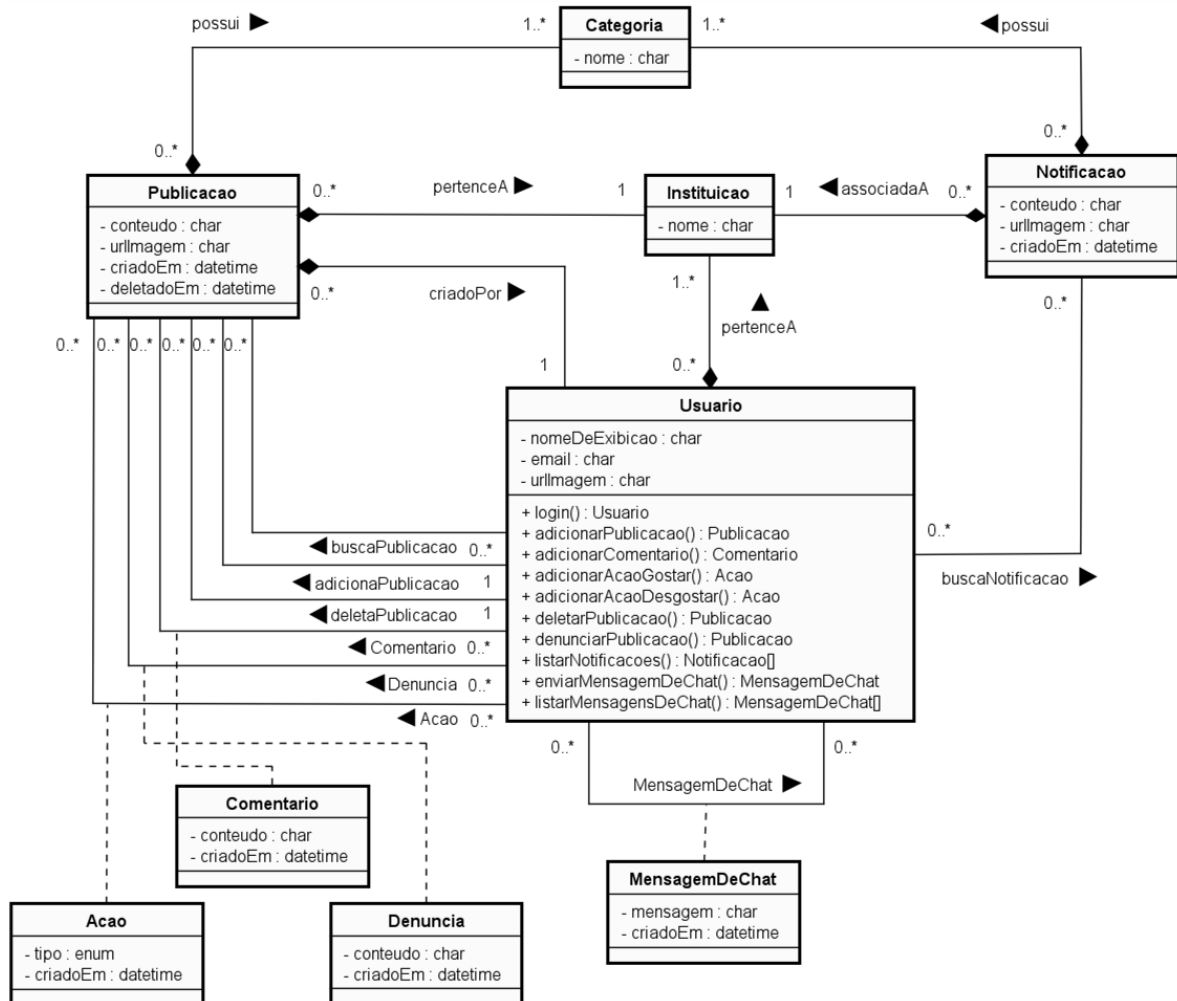 possui ▶
1..*
Categoria
- nome : char
1..*
◀ possui
0..*
0..*
Publicacao
- conteudo : char
- urlImagem : char
- criadoEm : datetime
- deletadoEm : datetime
0..*
pertenceA ▶
1
Instituicao
- nome : char
1
◀ associadaA
0..*
Notificacao
- conteudo : char
- urlImagem : char
- criadoEm : datetime
0..*
criadoPor ▶
1
1..*
▲
pertenceA
0..*
0..*
0..* 0..* 0..* 0..* 0..* 0..*
Usuario
- nomeDeExibicao : char
- email : char
- urlImagem : char
+ login() : Usuario
+ adicionarPublicacao() : Publicacao
+ adicionarComentario() : Comentario
+ adicionarAcaoGostar() : Acao
+ adicionarAcaoDesgostar() : Acao
+ deletarPublicacao() : Publicacao
+ denunciarPublicacao() : Publicacao
+ listarNotificacoes() : Notificacao[]
+ enviarMensagemDeChat() : MensagemDeChat
+ listarMensagensDeChat() : MensagemDeChat[]
0..*
buscaNotificacao ▶
◀ buscaPublicacao 0..*
◀ adicionaPublicacao 1
◀ deletaPublicacao 1
◀ Comentario 0..*
◀ Denuncia 0..*
◀ Acao 0..*
0..*
0..*
MensagemDeChat ▶
Comentario
- conteudo : char
- criadoEm : datetime
MensagemDeChat
- mensagem : char
- criadoEm : datetime
Acao
- tipo : enum
- criadoEm : datetime
Denuncia
- conteudo : char
- criadoEm : datetime